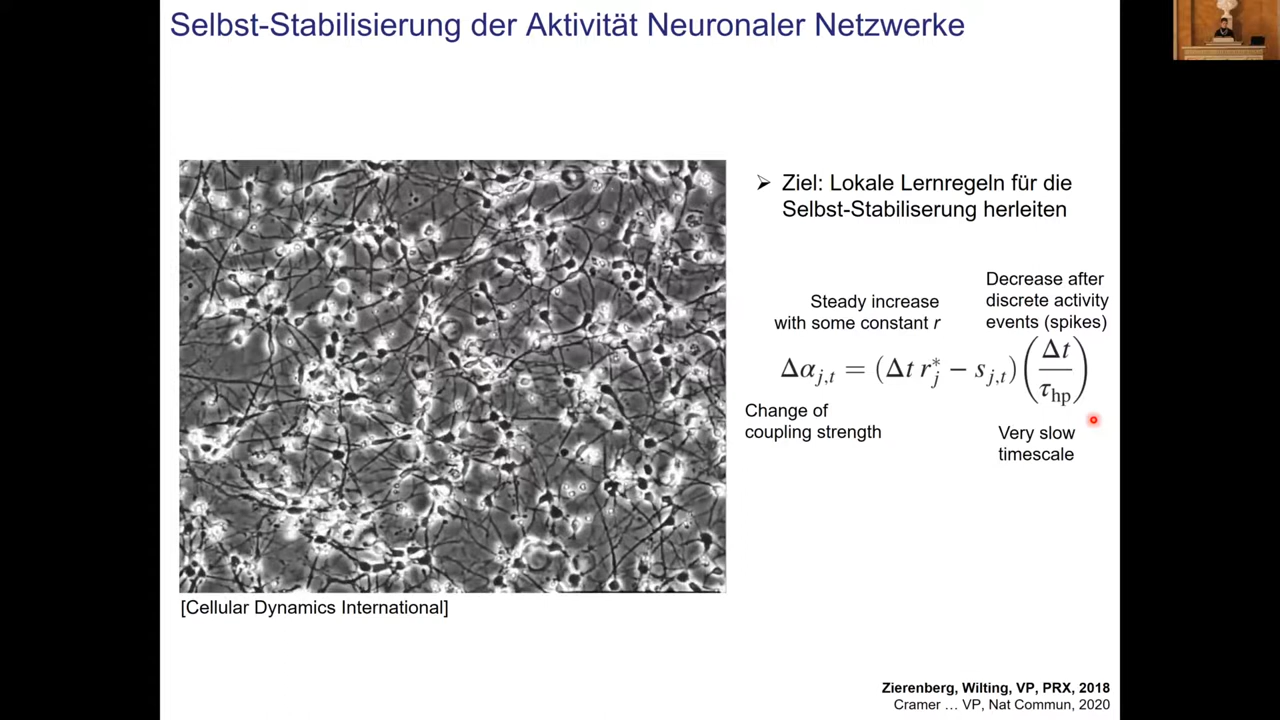 Selbst-Stabilisierung der Aktivität Neuronaler Netzwerke
➢ Ziel: Lokale Lernregeln für die
Selbst-Stabiliserung herleiten
Steady increase
with some constant r
Decrease after
discrete activity
events (spikes)
Δα_{j,t} = (Δt r_j^* − s_{j,t}) (Δt / τ_hp)
Change of
coupling strength
Very slow
timescale
[Cellular Dynamics International]
Zierenberg, Wilting, VP, PRX, 2018
Cramer … VP, Nat Commun, 2020